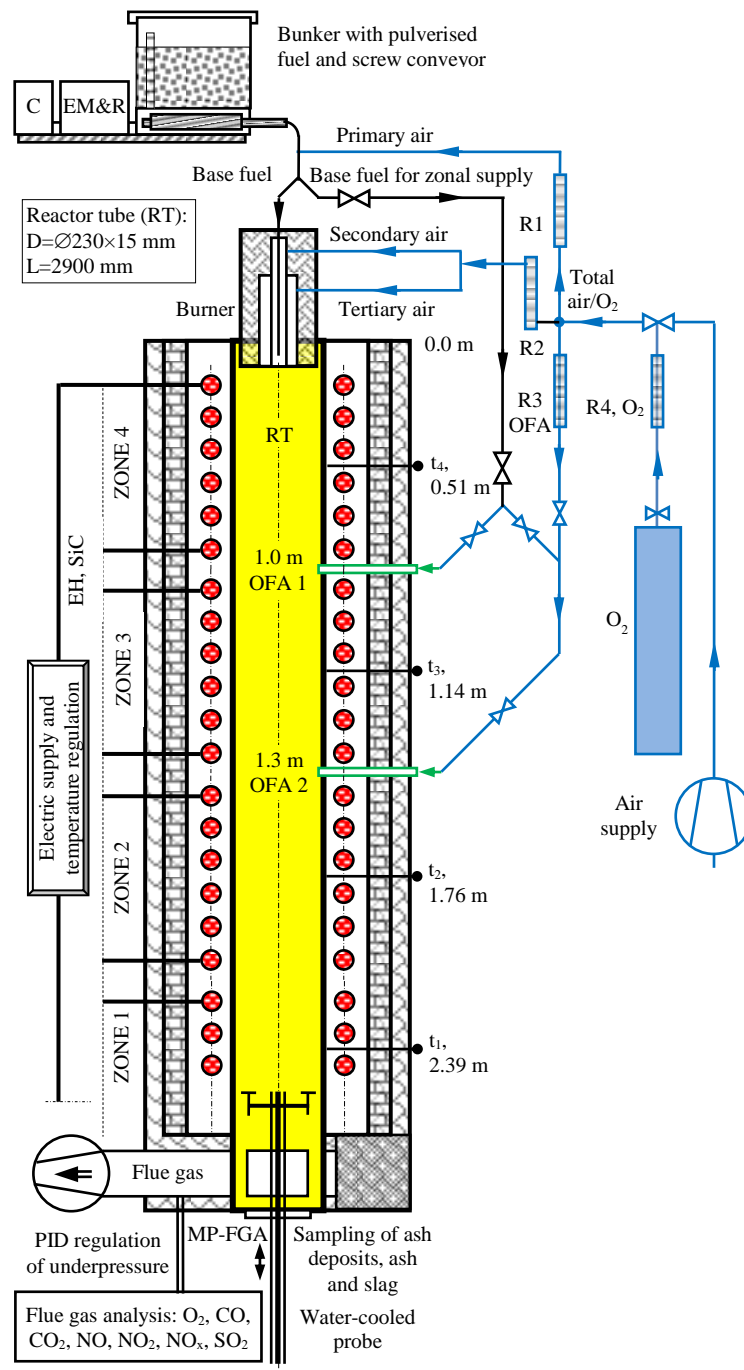 Bunker with pulverised
fuel and screw conveyor
C
EM&R
Primary air
Base fuel
Base fuel for zonal supply
Reactor tube (RT):
D=Ø230×15 mm
L=2900 mm
R1
Secondary air
Total
air/O₂
Burner
Tertiary air
0.0 m
R2
R3
OFA
R4, O₂
RT
ZONE 4
t₄,
0.51 m
EH, SiC
1.0 m
OFA 1
O₂
ZONE 3
t₃,
1.14 m
Electric supply and
temperature regulation
1.3 m
OFA 2
Air
supply
ZONE 2
t₂,
1.76 m
ZONE 1
t₁,
2.39 m
Flue gas
PID regulation
of underpressure
MP-FGA
Sampling of ash
deposits, ash
and slag
Water-cooled
probe
Flue gas analysis: O₂, CO,
CO₂, NO, NO₂, NOₓ, SO₂